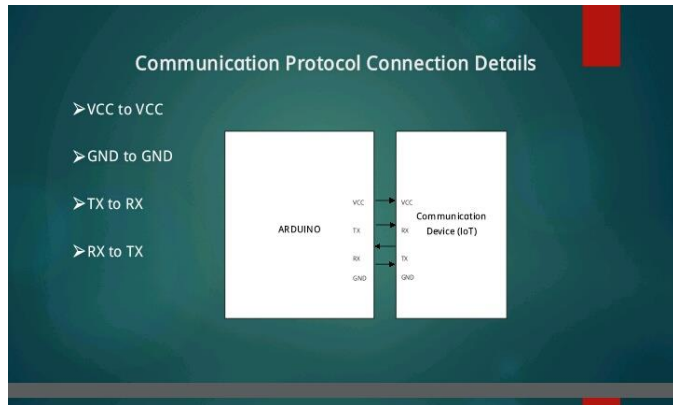 Communication Protocol Connection Details
➢VCC to VCC
➢GND to GND
➢TX to RX
➢RX to TX
ARDUINO
VCC
TX
RX
GND
VCC
RX
TX
GND
Communication
Device (IoT)